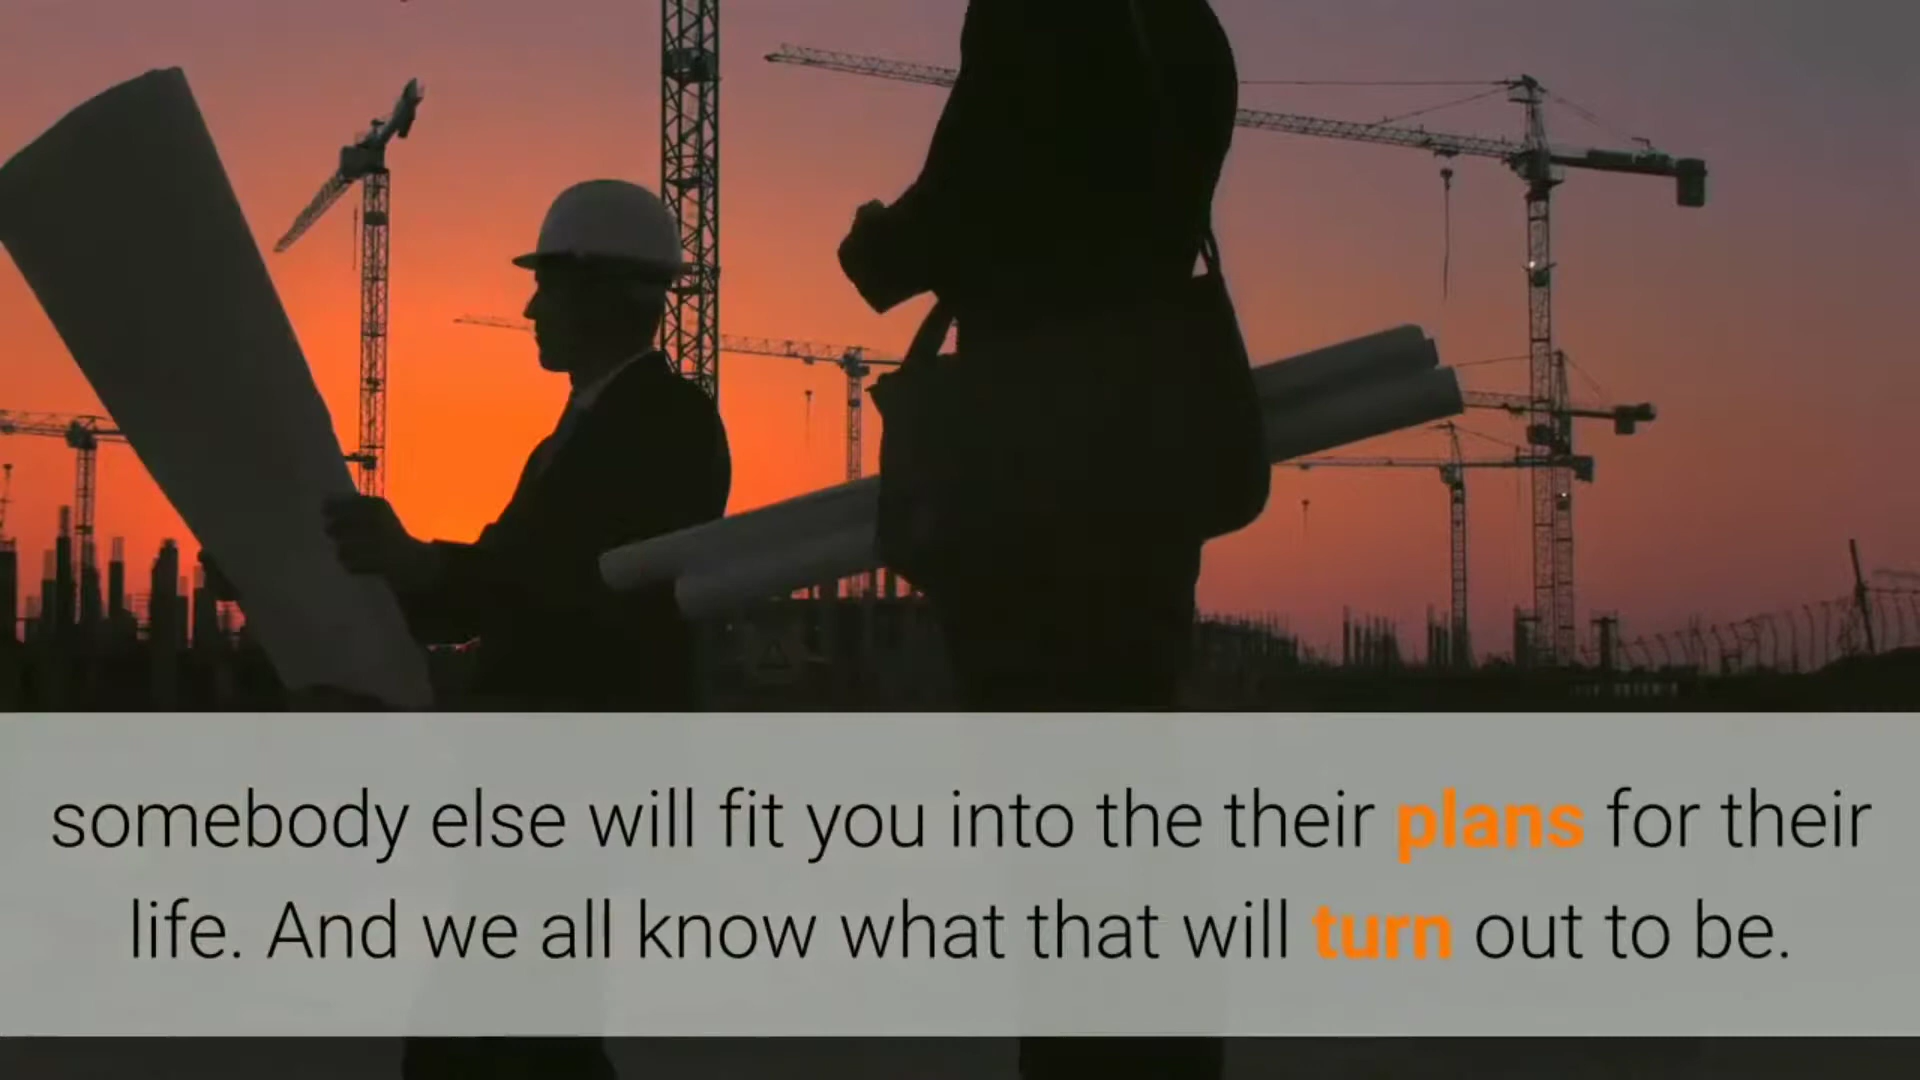 somebody else will fit you into the their plans for their
life. And we all know what that will turn out to be.